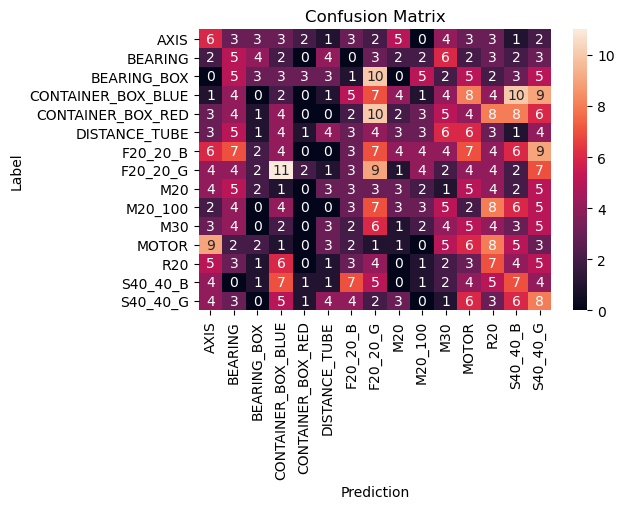 Confusion Matrix
AXIS 6 3 3 3 2 1 3 2 5 0 4 3 3 1 2
BEARING 2 5 4 2 0 4 0 3 2 2 6 2 3 2 3
BEARING_BOX 0 5 3 3 3 3 1 10 0 5 2 5 2 3 5
CONTAINER_BOX_BLUE 1 4 0 2 0 1 5 7 4 1 4 8 4 10 9
CONTAINER_BOX_RED 3 4 1 4 0 0 2 10 2 3 5 4 8 8 6
DISTANCE_TUBE 3 5 1 4 1 4 3 4 3 3 6 6 3 1 4
F20_20_B 6 7 2 4 0 0 3 7 4 4 4 7 4 6 9
F20_20_G 4 4 2 11 2 1 3 9 1 4 2 4 4 2 7
M20 4 5 2 1 0 3 3 3 3 2 1 5 4 2 5
M20_100 2 4 0 4 0 0 3 7 3 3 5 2 8 6 5
M30 3 4 0 2 0 3 2 6 1 2 4 5 4 3 5
MOTOR 9 2 2 1 0 3 2 1 1 0 5 6 8 5 3
R20 5 3 1 6 0 1 3 4 0 1 2 3 7 4 5
S40_40_B 4 0 1 7 1 1 7 5 0 1 2 4 5 7 4
S40_40_G 4 3 0 5 1 4 4 2 3 0 1 6 3 6 8
AXIS
BEARING
BEARING_BOX
CONTAINER_BOX_BLUE
CONTAINER_BOX_RED
DISTANCE_TUBE
F20_20_B
F20_20_G
M20
M20_100
M30
MOTOR
R20
S40_40_B
S40_40_G
Label
Prediction
10
8
6
4
2
0